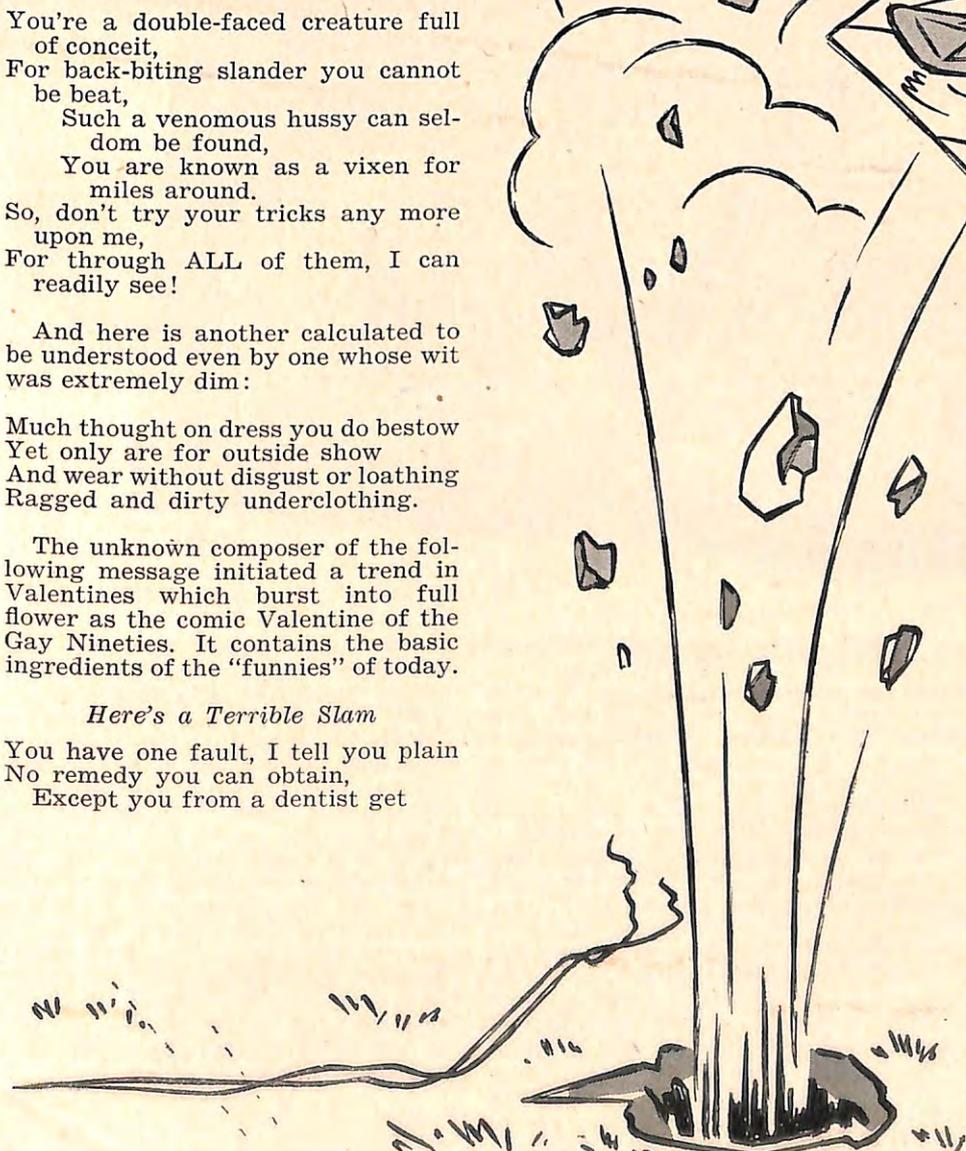 You're a double-faced creature full
of conceit,
For back-biting slander you cannot
be beat,
Such a venomous hussy can sel-
dom be found,
You are known as a vixen for
miles around.
So, don't try your tricks any more
upon me,
For through ALL of them, I can
readily see!
And here is another calculated to
be understood even by one whose wit
was extremely dim:
Much thought on dress you do bestow
Yet only are for outside show
And wear without disgust or loathing
Ragged and dirty underclothing.
The unknown composer of the fol-
lowing message initiated a trend in
Valentines which burst into full
flower as the comic Valentine of the
Gay Nineties. It contains the basic
ingredients of the "funnies" of today.
Here's a Terrible Slam
You have one fault, I tell you plain
No remedy you can obtain,
Except you from a dentist get